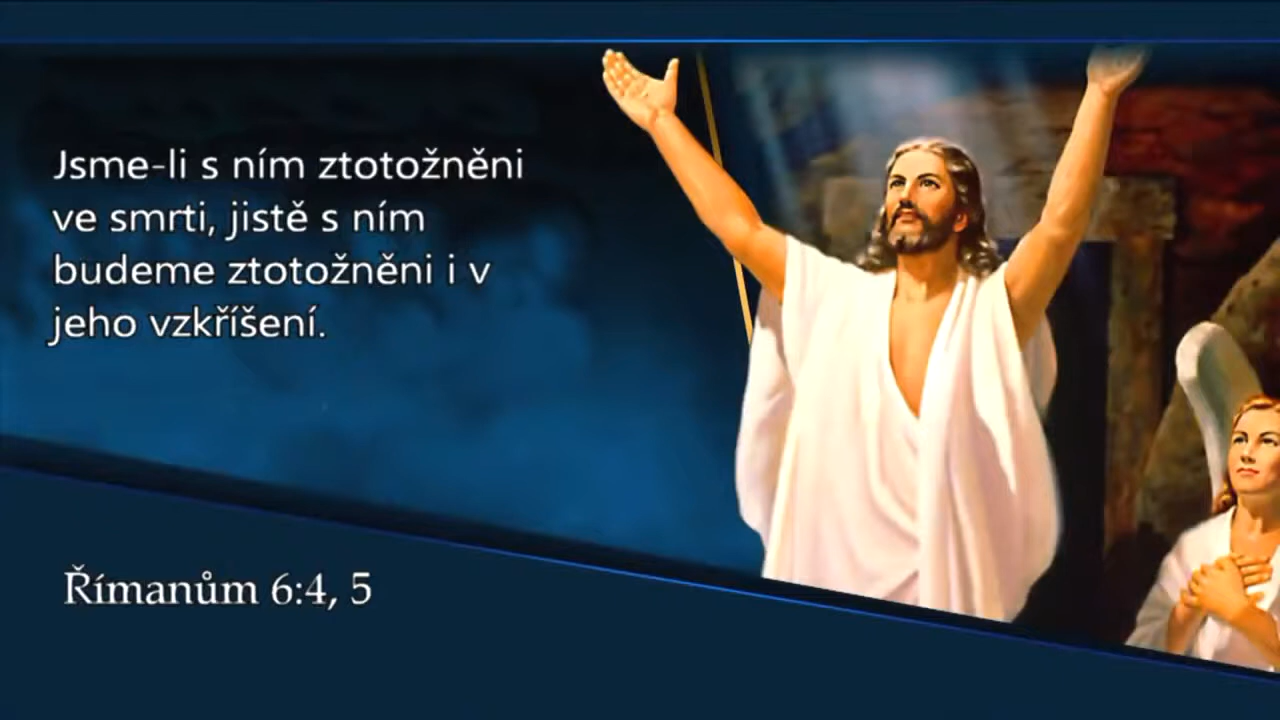 Jsme-li s ním ztotožněni
ve smrti, jistě s ním
budeme ztotožněni i v
jeho vzkříšení.
Římanům 6:4, 5